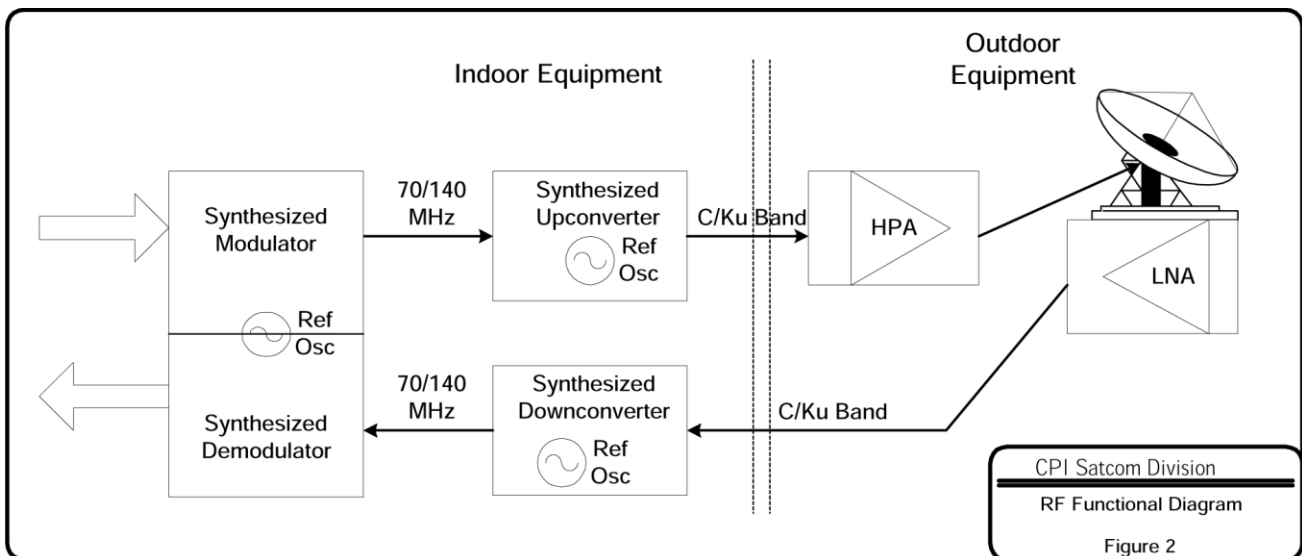 Indoor Equipment
Outdoor
Equipment
Synthesized
Modulator
70/140
MHz
Synthesized
Upconverter
Ref
Osc
C/Ku Band
HPA
LNA
Ref
Osc
Synthesized
Demodulator
70/140
MHz
Synthesized
Downconverter
Ref
Osc
C/Ku Band
CPI Satcom Division
RF Functional Diagram
Figure 2